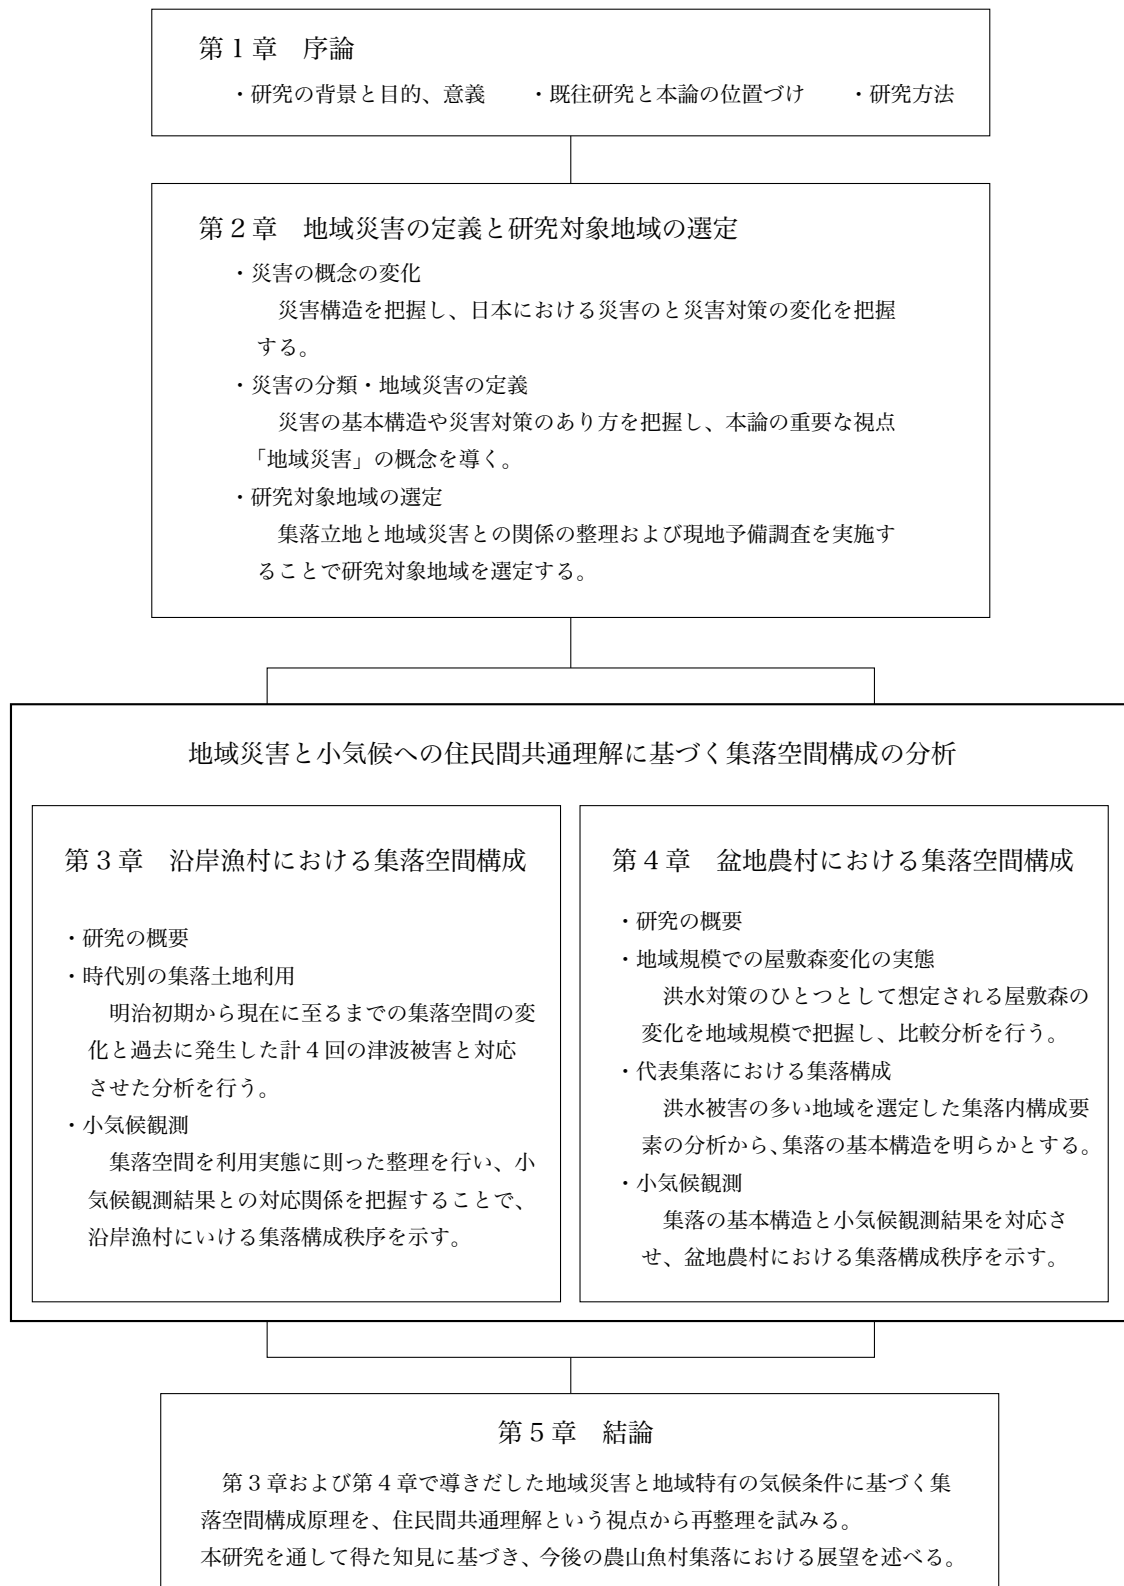 第1章　序論
・研究の背景と目的、意義　・既往研究と本論の位置づけ　・研究方法
第2章　地域災害の定義と研究対象地域の選定
・災害の概念の変化
災害構造を把握し、日本における災害のと災害対策の変化を把握
する。
・災害の分類・地域災害の定義
災害の基本構造や災害対策のあり方を把握し、本論の重要な視点
「地域災害」の概念を導く。
・研究対象地域の選定
集落立地と地域災害との関係の整理および現地予備調査を実施す
ることで研究対象地域を選定する。
地域災害と小気候への住民間共通理解に基づく集落空間構成の分析
第3章　沿岸漁村における集落空間構成
・研究の概要
・時代別の集落土地利用
明治初期から現在に至るまでの集落空間の変
化と過去に発生した計4回の津波被害と対応
させた分析を行う。
・小気候観測
集落空間を利用実態に則った整理を行い、小
気候観測結果との対応関係を把握することで、
沿岸漁村にいける集落構成秩序を示す。
第4章　盆地農村における集落空間構成
・研究の概要
・地域規模での屋敷森変化の実態
洪水対策のひとつとして想定される屋敷森の
変化を地域規模で把握し、比較分析を行う。
・代表集落における集落構成
洪水被害の多い地域を選定した集落内構成要
素の分析から、集落の基本構造を明らかとする。
・小気候観測
集落の基本構造と小気候観測結果を対応さ
せ、盆地農村における集落構成秩序を示す。
第5章　結論
第3章および第4章で導きだした地域災害と地域特有の気候条件に基づく集
落空間構成原理を、住民間共通理解という視点から再整理を試みる。
本研究を通して得た知見に基づき、今後の農山魚村集落における展望を述べる。